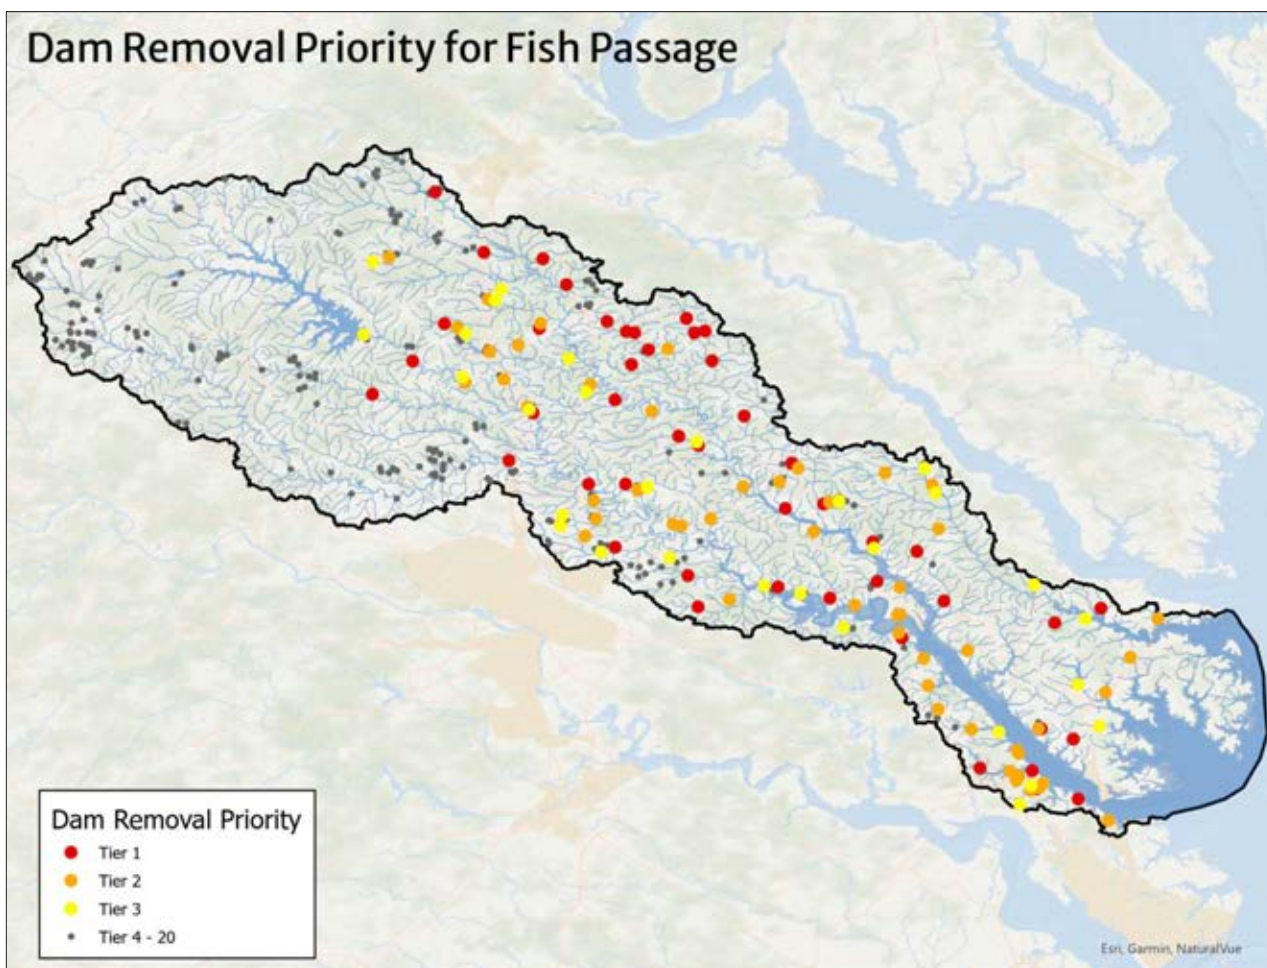 Dam Removal Priority for Fish Passage
Dam Removal Priority
Tier 1
Tier 2
Tier 3
Tier 4 - 20
Esri, Garmin, NaturalVue